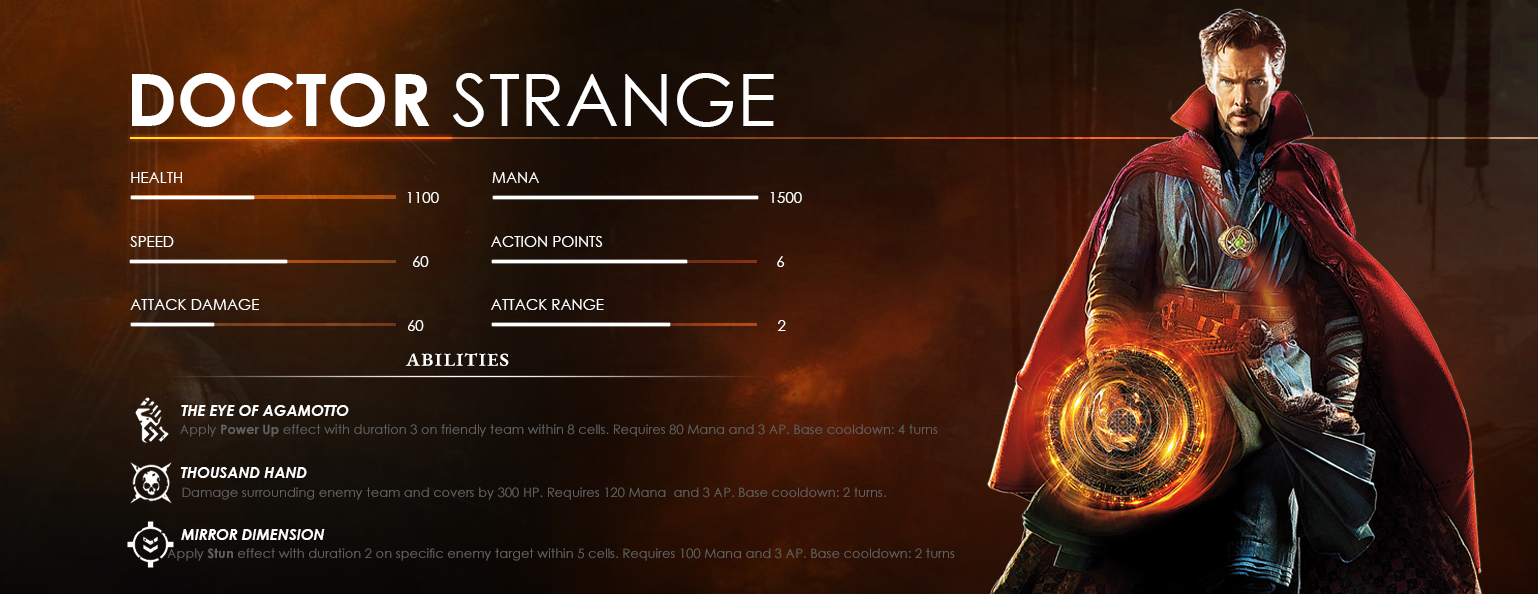 DOCTOR STRANGE
HEALTH
1100
MANA
1500
SPEED
60
ACTION POINTS
6
ATTACK DAMAGE
60
ATTACK RANGE
2
ABILITIES
THE EYE OF AGAMOTTO
Apply Power Up effect with duration 3 on friendly team within 8 cells. Requires 80 Mana and 3 AP. Base cooldown: 4 turns
THOUSAND HAND
Damage surrounding enemy team and covers by 300 HP. Requires 120 Mana and 3 AP. Base cooldown: 2 turns.
MIRROR DIMENSION
Apply Stun effect with duration 2 on specific enemy target within 5 cells. Requires 100 Mana and 3 AP. Base cooldown: 2 turns